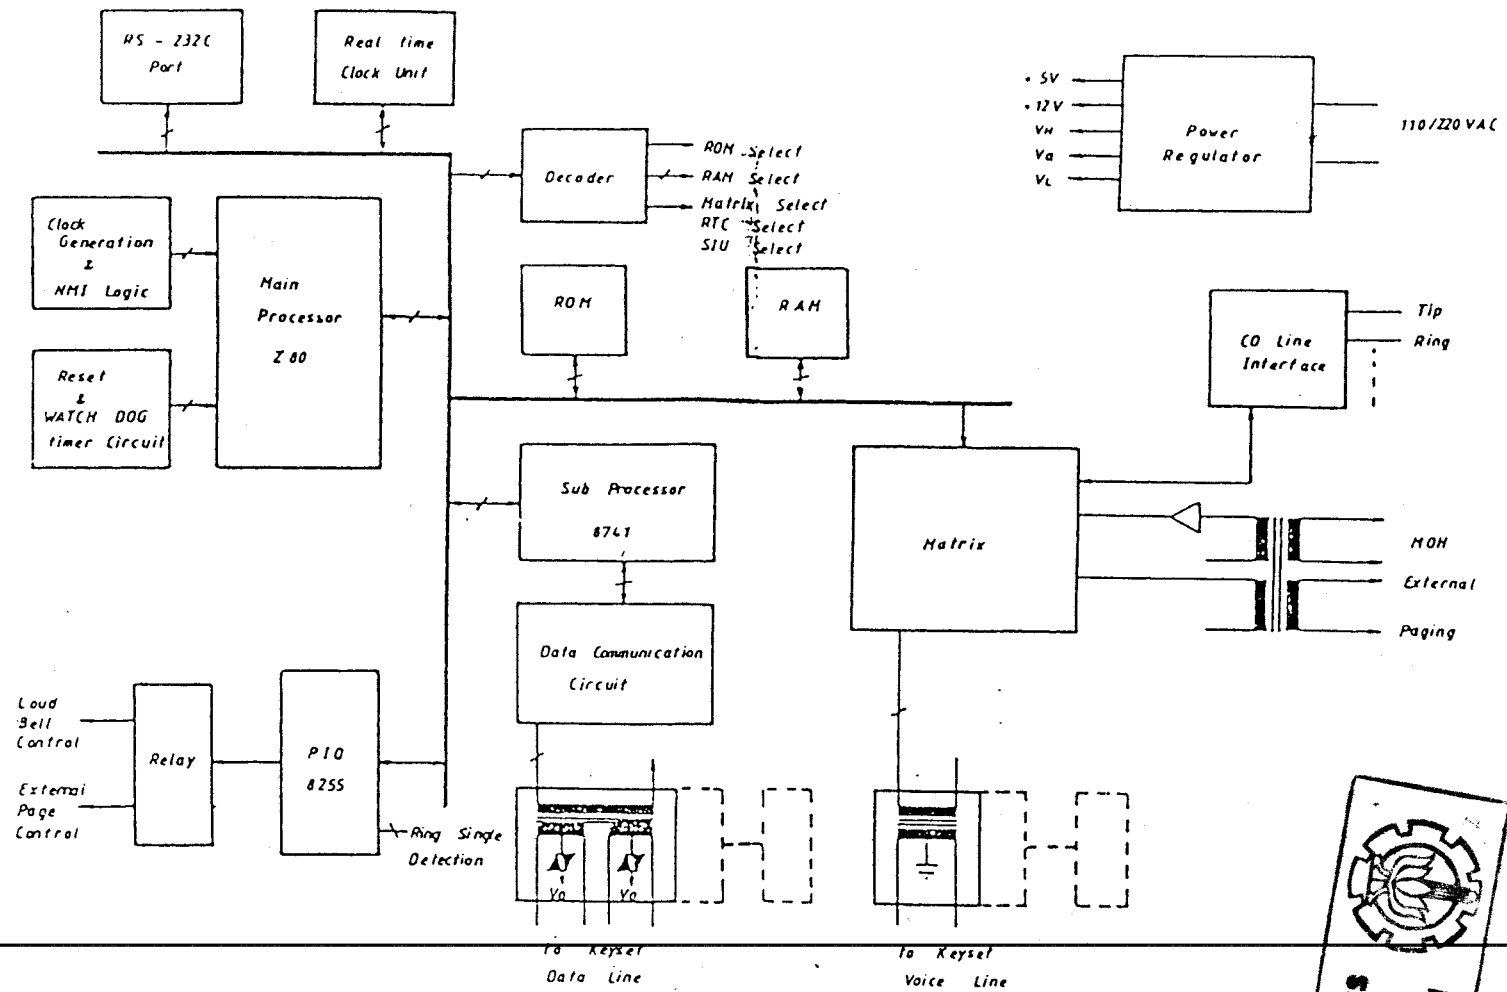 RS - 232C
Port
Real time
Clock Unit
+ 5V
+ 12V
VH
Va
VL
Power
Regulator
110/220 VAC
Decoder
ROM Select
RAM Select
Matrix Select
RTC Select
SIU Select
Clock
Generation
&
NMI Logic
Main
Processor
Z 80
ROM
RAM
CO Line
Interface
Tip
Ring
Reset
&
WATCH DOG
timer Circuit
Sub Processor
8741
Matrix
MOH
External
Paging
Data Communication
Circuit
Loud
Bell
Control
Relay
PIO
8255
External
Page
Control
Ring Single
Detection
Va
Va
To Keyset
Data Line
To Keyset
Voice Line
S